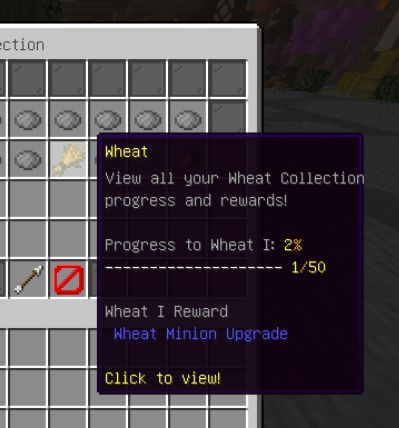 ection
Wheat
View all your Wheat Collection
progress and rewards!
Progress to Wheat I: 2%
-------------------- 1/50
Wheat I Reward
Wheat Minion Upgrade
Click to view!